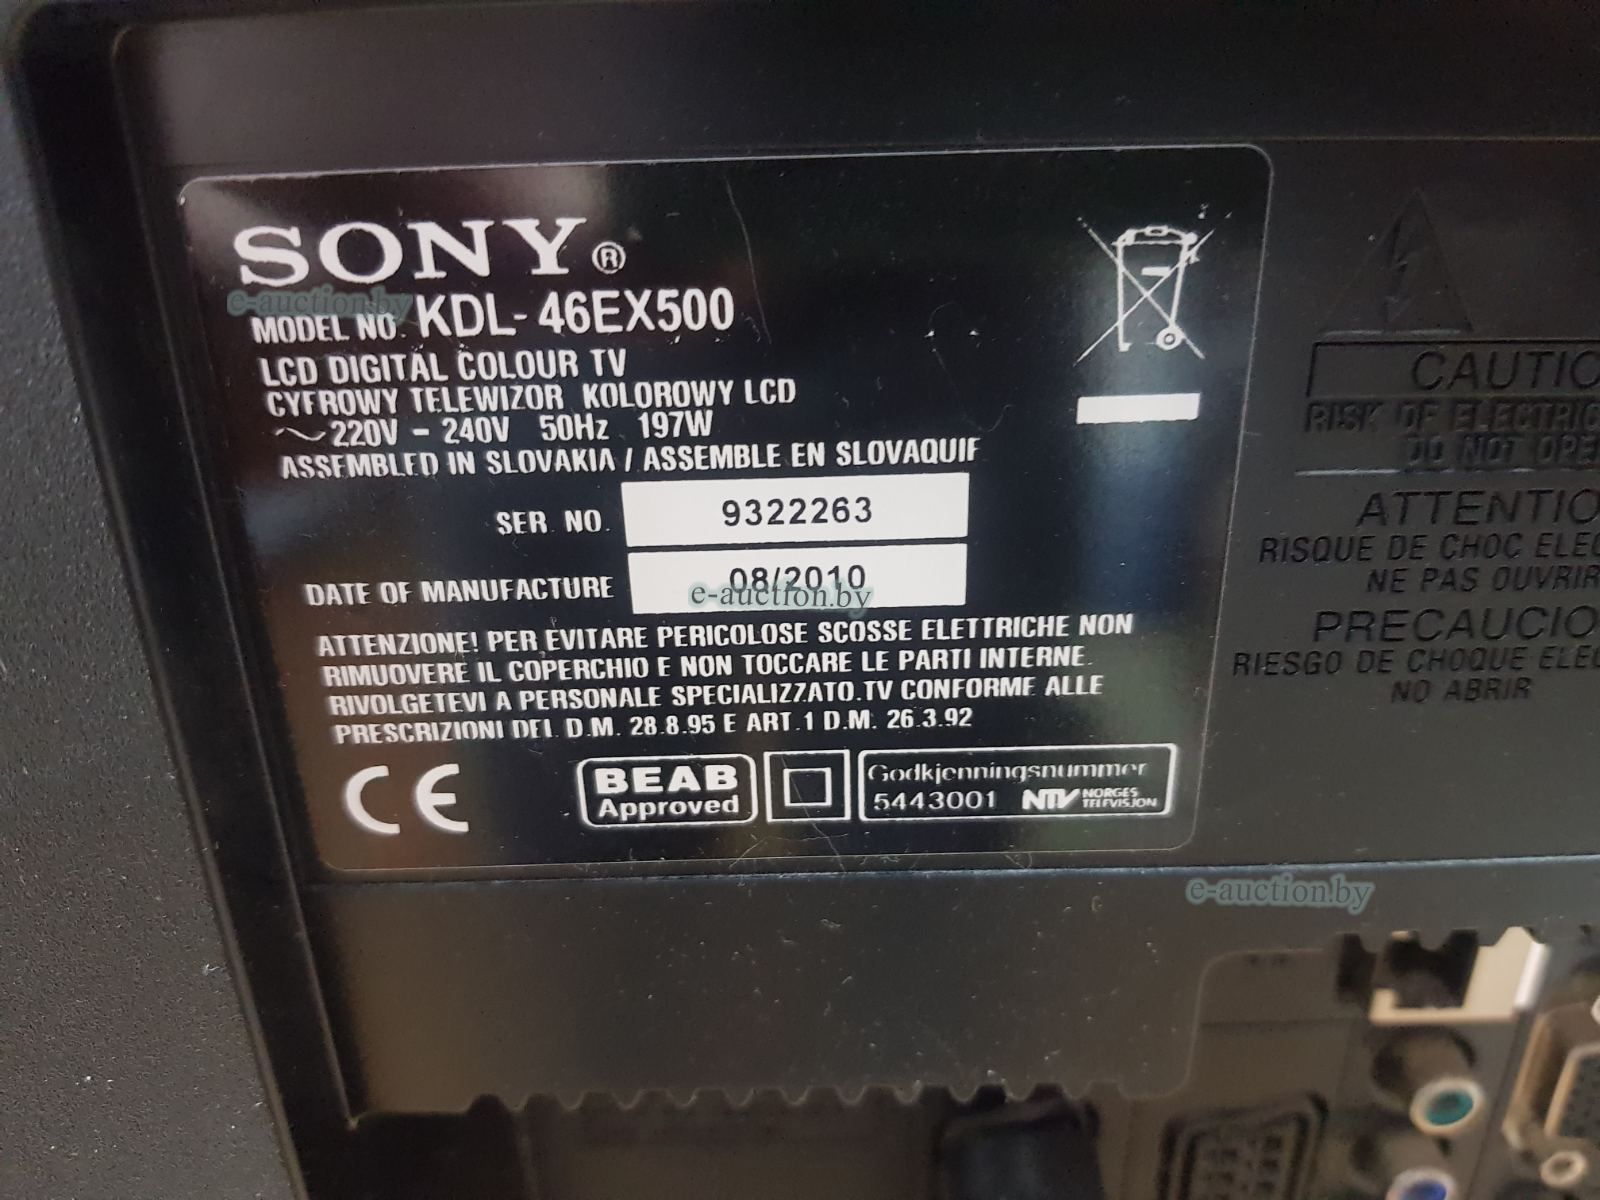 SONY®
MODEL NO. KDL-46EX500
LCD DIGITAL COLOUR TV
CYFROWY TELEWIZOR KOLOROWY LCD
~220V - 240V 50Hz 197W
ASSEMBLED IN SLOVAKIA / ASSEMBLE EN SLOVAQUIE
SER. NO. 9322263
DATE OF MANUFACTURE 08/2010
ATTENZIONE! PER EVITARE PERICOLOSE SCOSSE ELETTRICHE NON
RIMUOVERE IL COPERCHIO E NON TOCCARE LE PARTI INTERNE.
RIVOLGETEVI A PERSONALE SPECIALIZZATO.TV CONFORME ALLE
PRESCRIZIONI DEL D.M. 28.8.95 E ART.1 D.M. 26.3.92
CE
BEAB
Approved
Godkjenningsnummer
5443001 NTV NORGES
TELEVISJON
CAUTIO
RISK OF ELECTRIC
DO NOT OPE
ATTENTIO
RISQUE DE CHOC ELEC
NE PAS OUVRIR
PRECAUCIO
RIESGO DE CHOQUE ELE
NO ABRIR
e-auction.by
e-auction.by
e-auction.by